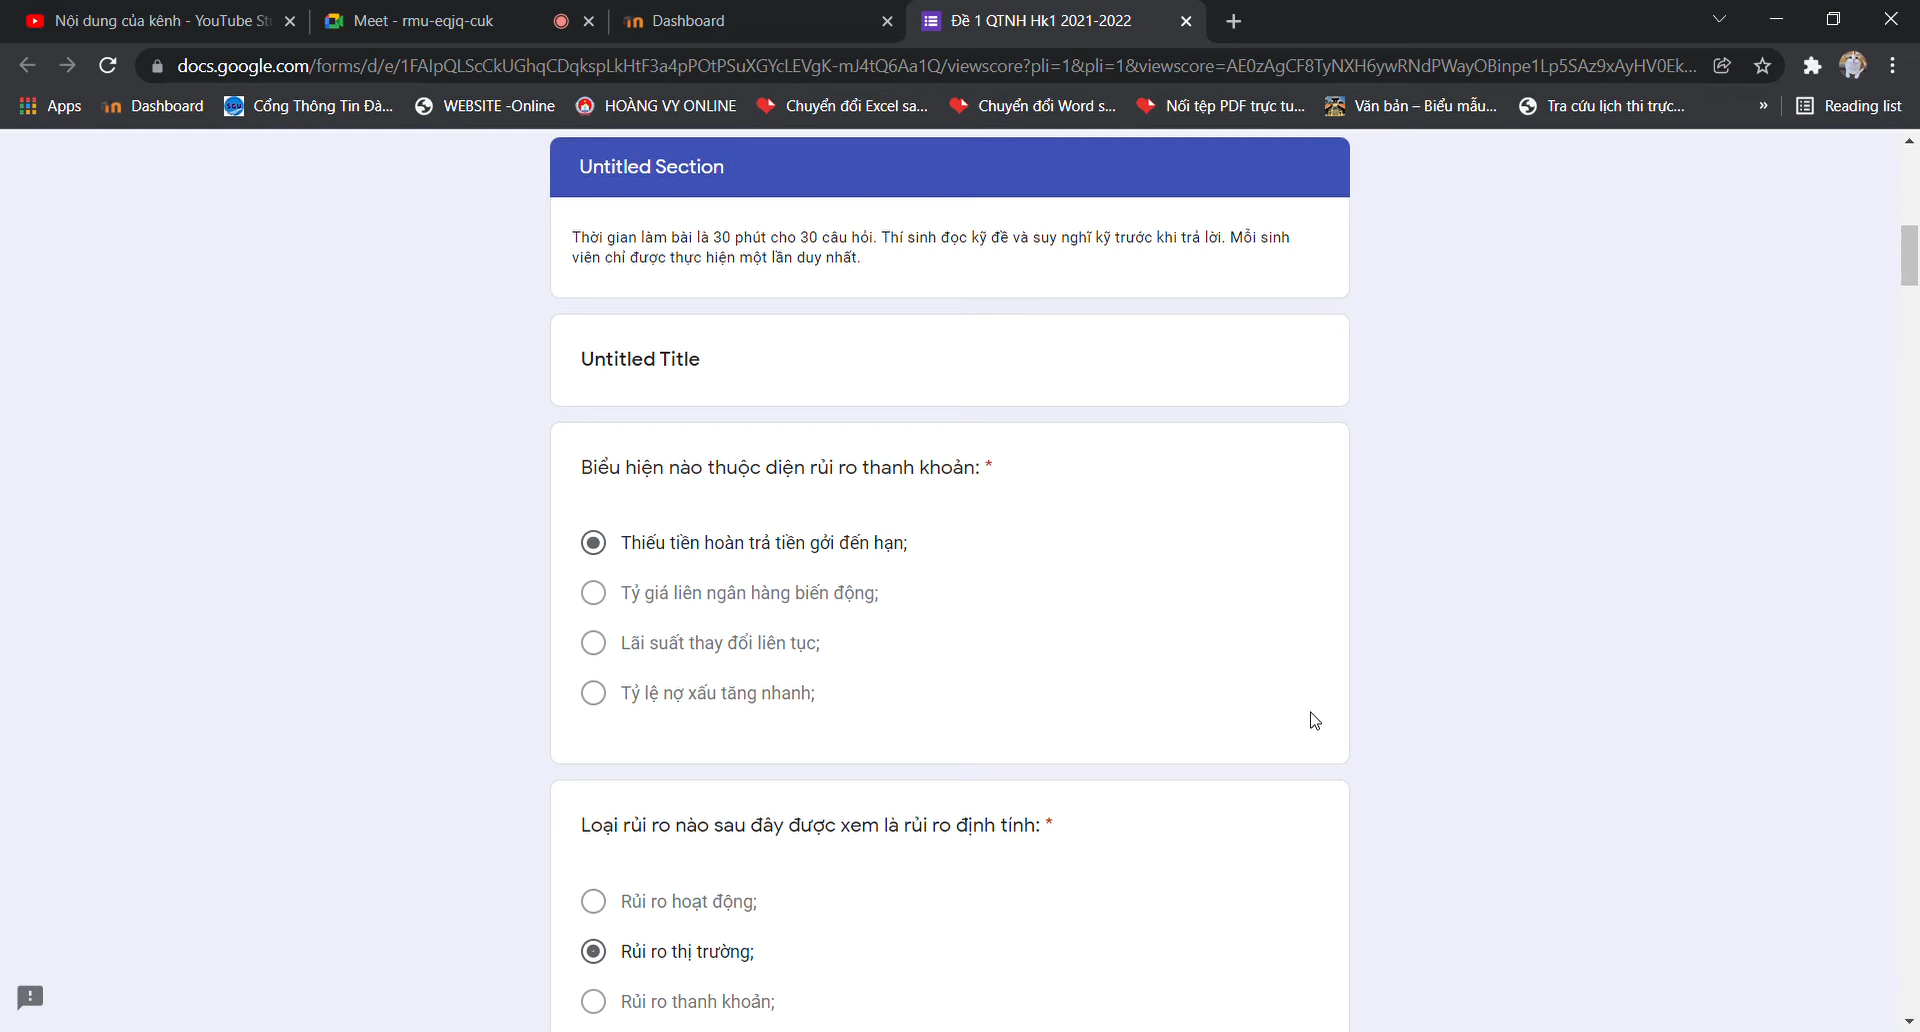 Nội dung của kênh - YouTube St
Meet - rmu-eqjq-cuk
Dashboard
Đề 1 QTNH Hk1 2021-2022
docs.google.com/forms/d/e/1FAIpQLScCkUGhqCDqkspLkHtF3a4pPOtPSuXGYcLEVgK-mJ4tQ6Aa1Q/viewscore?pli=1&pli=1&viewscore=AE0zAgCF8TyNXH6ywRNdPWayOBinpe1Lp5SAz9xAyHV0Ek...
Apps
Dashboard
Cổng Thông Tin Đà...
WEBSITE -Online
HOÀNG VY ONLINE
Chuyển đổi Excel sa...
Chuyển đổi Word s...
Nối tệp PDF trực tu...
Văn bản – Biểu mẫu...
Tra cứu lịch thi trực...
»
Reading list
Untitled Section
Thời gian làm bài là 30 phút cho 30 câu hỏi. Thí sinh đọc kỹ đề và suy nghĩ kỹ trước khi trả lời. Mỗi sinh
viên chỉ được thực hiện một lần duy nhất.
Untitled Title
Biểu hiện nào thuộc diện rủi ro thanh khoản: *
Thiếu tiền hoàn trả tiền gởi đến hạn;
Tỷ giá liên ngân hàng biến động;
Lãi suất thay đổi liên tục;
Tỷ lệ nợ xấu tăng nhanh;
Loại rủi ro nào sau đây được xem là rủi ro định tính: *
Rủi ro hoạt động;
Rủi ro thị trường;
Rủi ro thanh khoản;